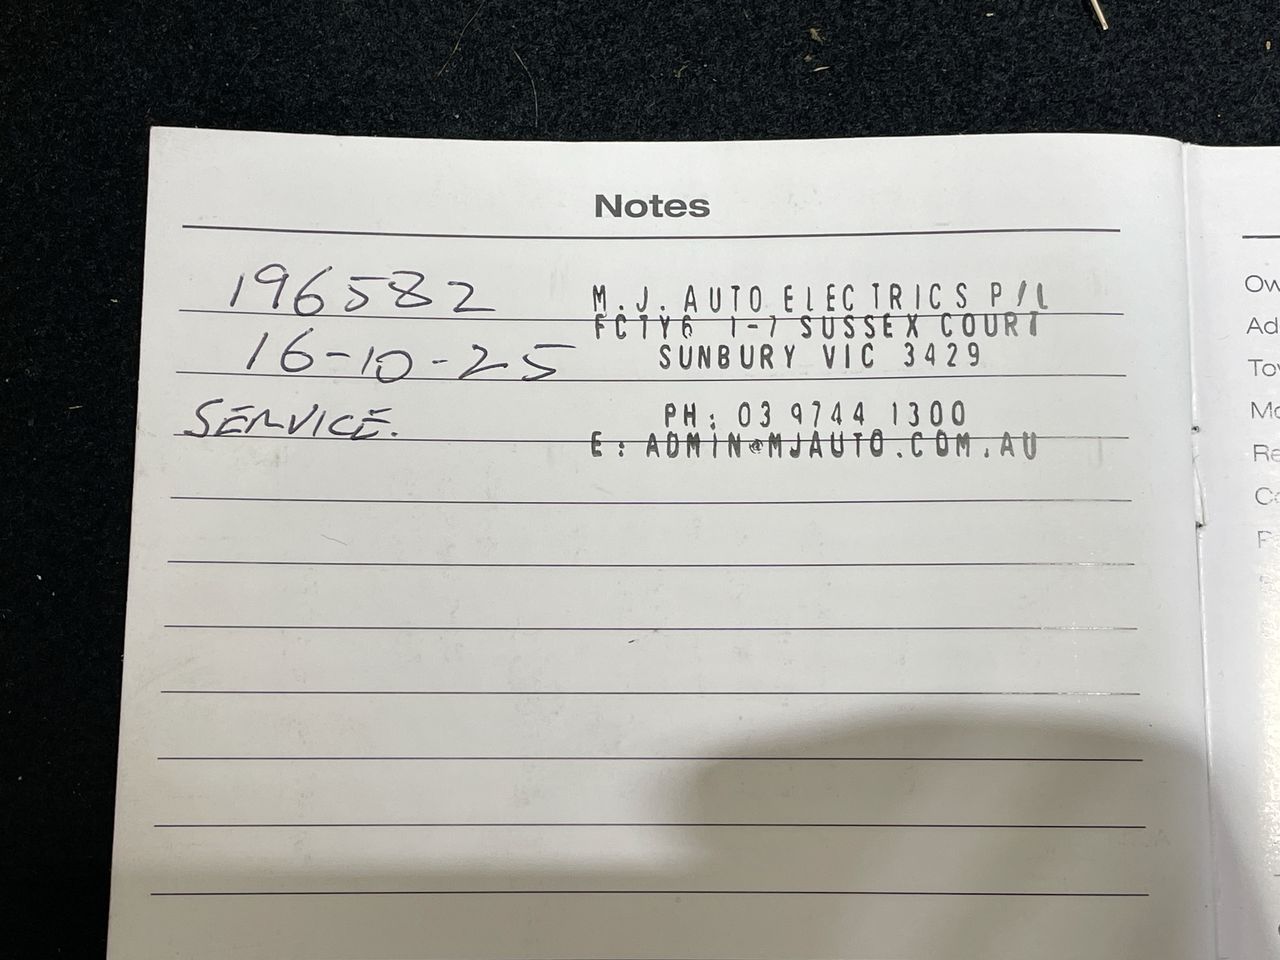 Notes
196582
16-10-25
SERVICE.
M.J. AUTO ELECTRICS P/L
FCTY6 1-7 SUSSEX COURT
SUNBURY VIC 3429
PH: 03 9744 1300
E: ADMIN@MJAUTO.COM.AU